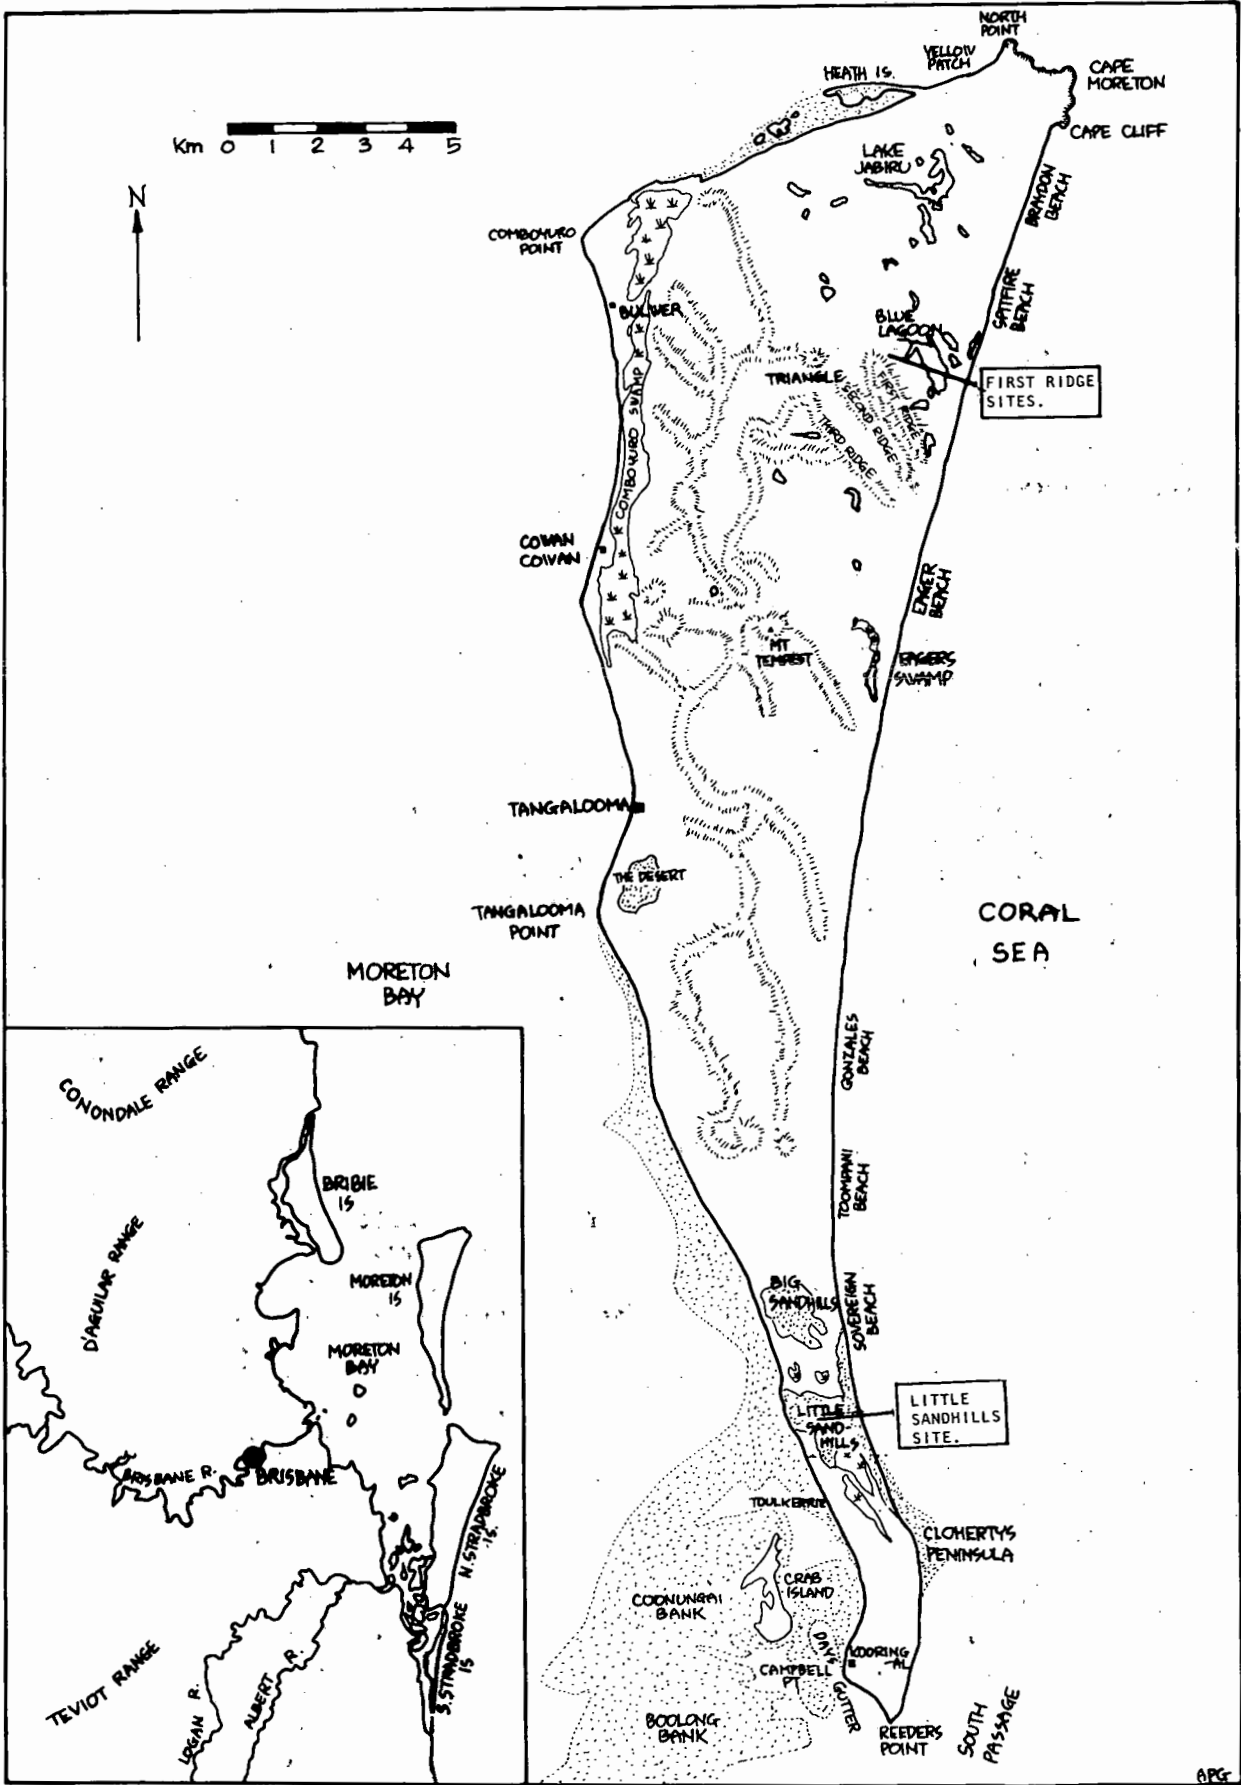 NORTH
POINT
YELLOW
PATCH
HEATH IS.
CAPE
MORETON
CAPE CLIFF
Km 0 1 2 3 4 5
N
LAKE
JABIRU
BRAYDON
BEACH
COMBOYURO
POINT
SPITFIRE
BEACH
BULWER
BLUE
LAGOON
TRIANGLE
FIRST RIDGE
SECOND RIDGE
THIRD RIDGE
FIRST RIDGE
SITES.
COMBOYURO SWAMP
COWAN
COWAN
EAGER
BEACH
MT
TEMPEST
EAGERS
SWAMP
TANGALOOMA
THE DESERT
TANGALOOMA
POINT
CORAL
SEA
MORETON
BAY
GONZALES
BEACH
TOOMPANI
BEACH
BIG
SANDHILLS
SOVEREIGN
BEACH
LITTLE
SAND-
HILLS
LITTLE
SANDHILLS
SITE.
TOULKERRIE
CLOHERTYS
PENINSULA
CRAB
ISLAND
COONUNGAI
BANK
DAYS
GUTTER
KOORING
-AL
CAMPBELL
PT
BOOLONG
BANK
REEDERS
POINT
SOUTH
PASSAGE
APG
CONONDALE RANGE
BRIBIE
IS
D'AGUILAR RANGE
MORETON
IS
MORETON
BAY
BRISBANE R.
BRISBANE
N. STRADBROKE
IS.
S. STRADBROKE
IS
TEVIOT RANGE
LOGAN R.
ALBERT R.